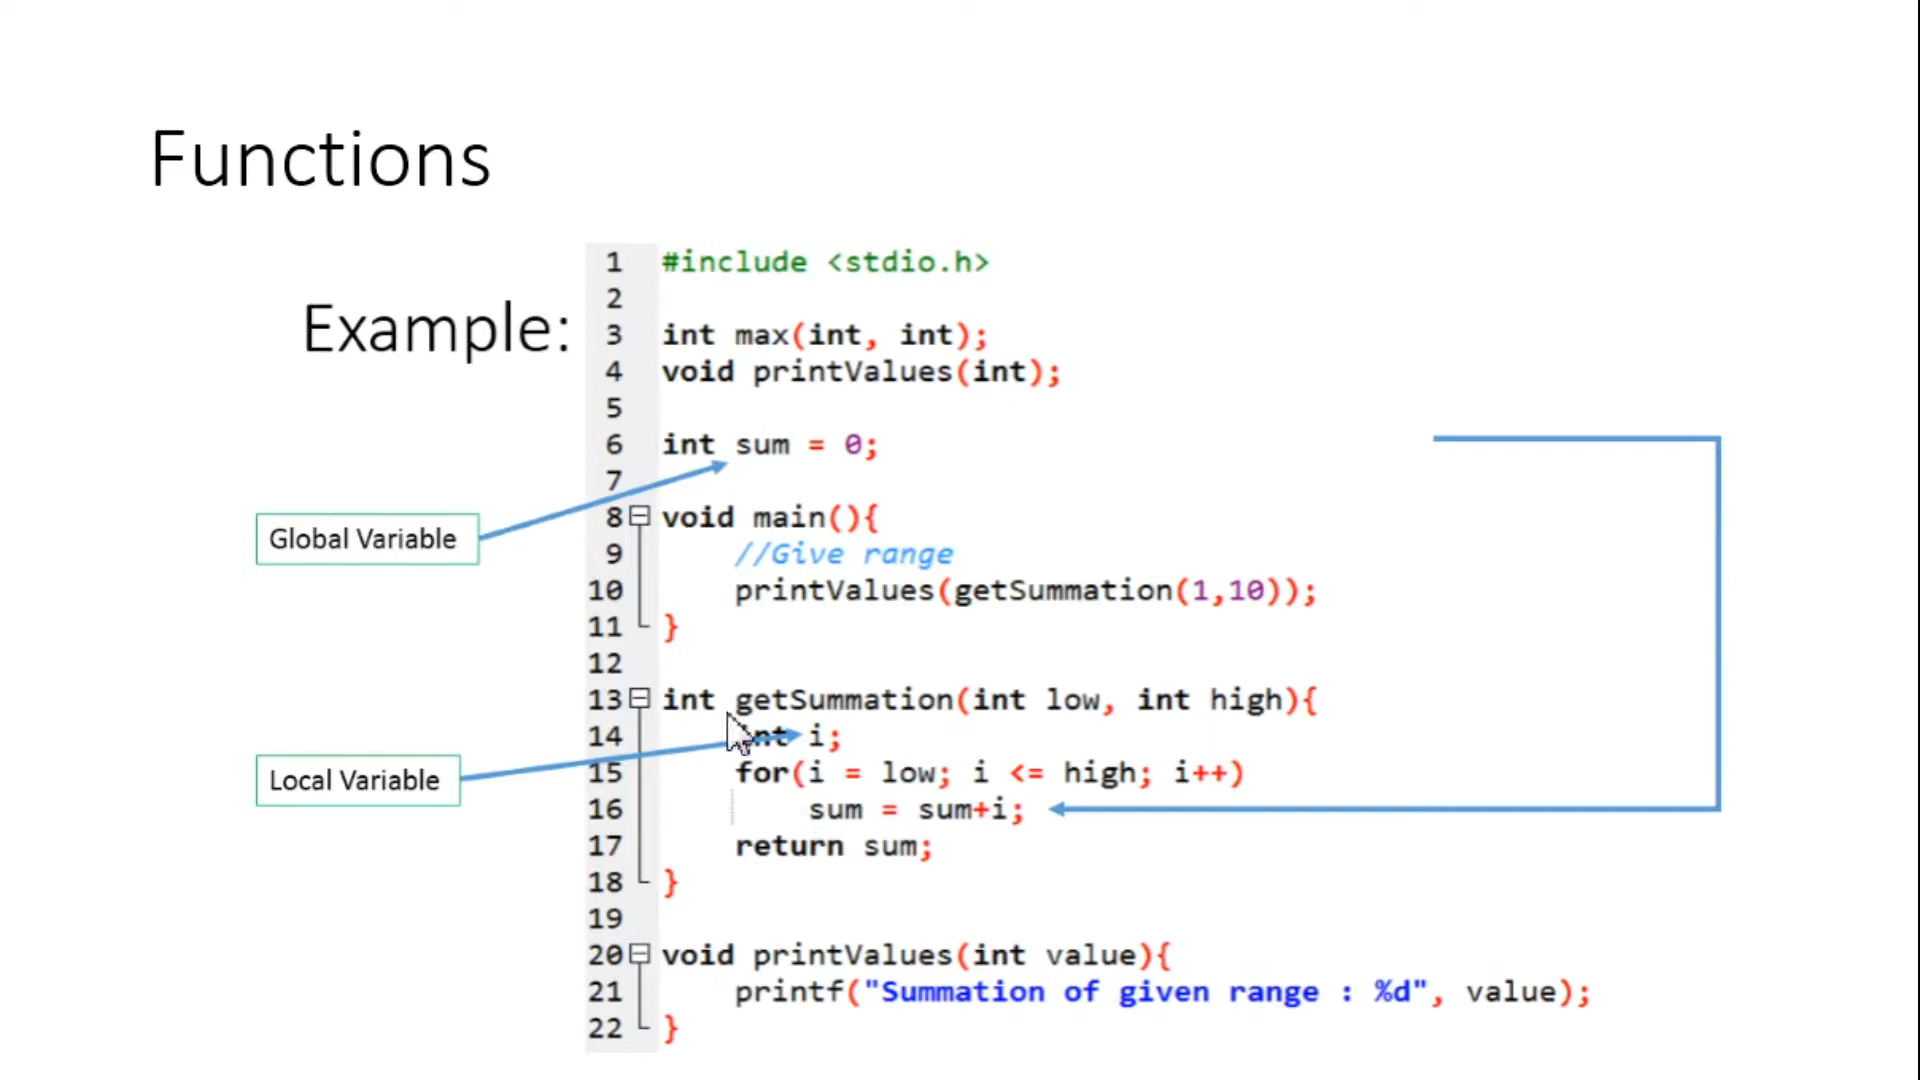 Functions
Example:
1 #include <stdio.h>
2
3 int max(int, int);
4 void printValues(int);
5
6 int sum = 0;
7
Global Variable
8 void main(){
9 //Give range
10 printValues(getSummation(1,10));
11 }
12
13 int getSummation(int low, int high){
14 int i;
Local Variable
15 for(i = low; i <= high; i++)
16 sum = sum+i;
17 return sum;
18 }
19
20 void printValues(int value){
21 printf("Summation of given range : %d", value);
22 }